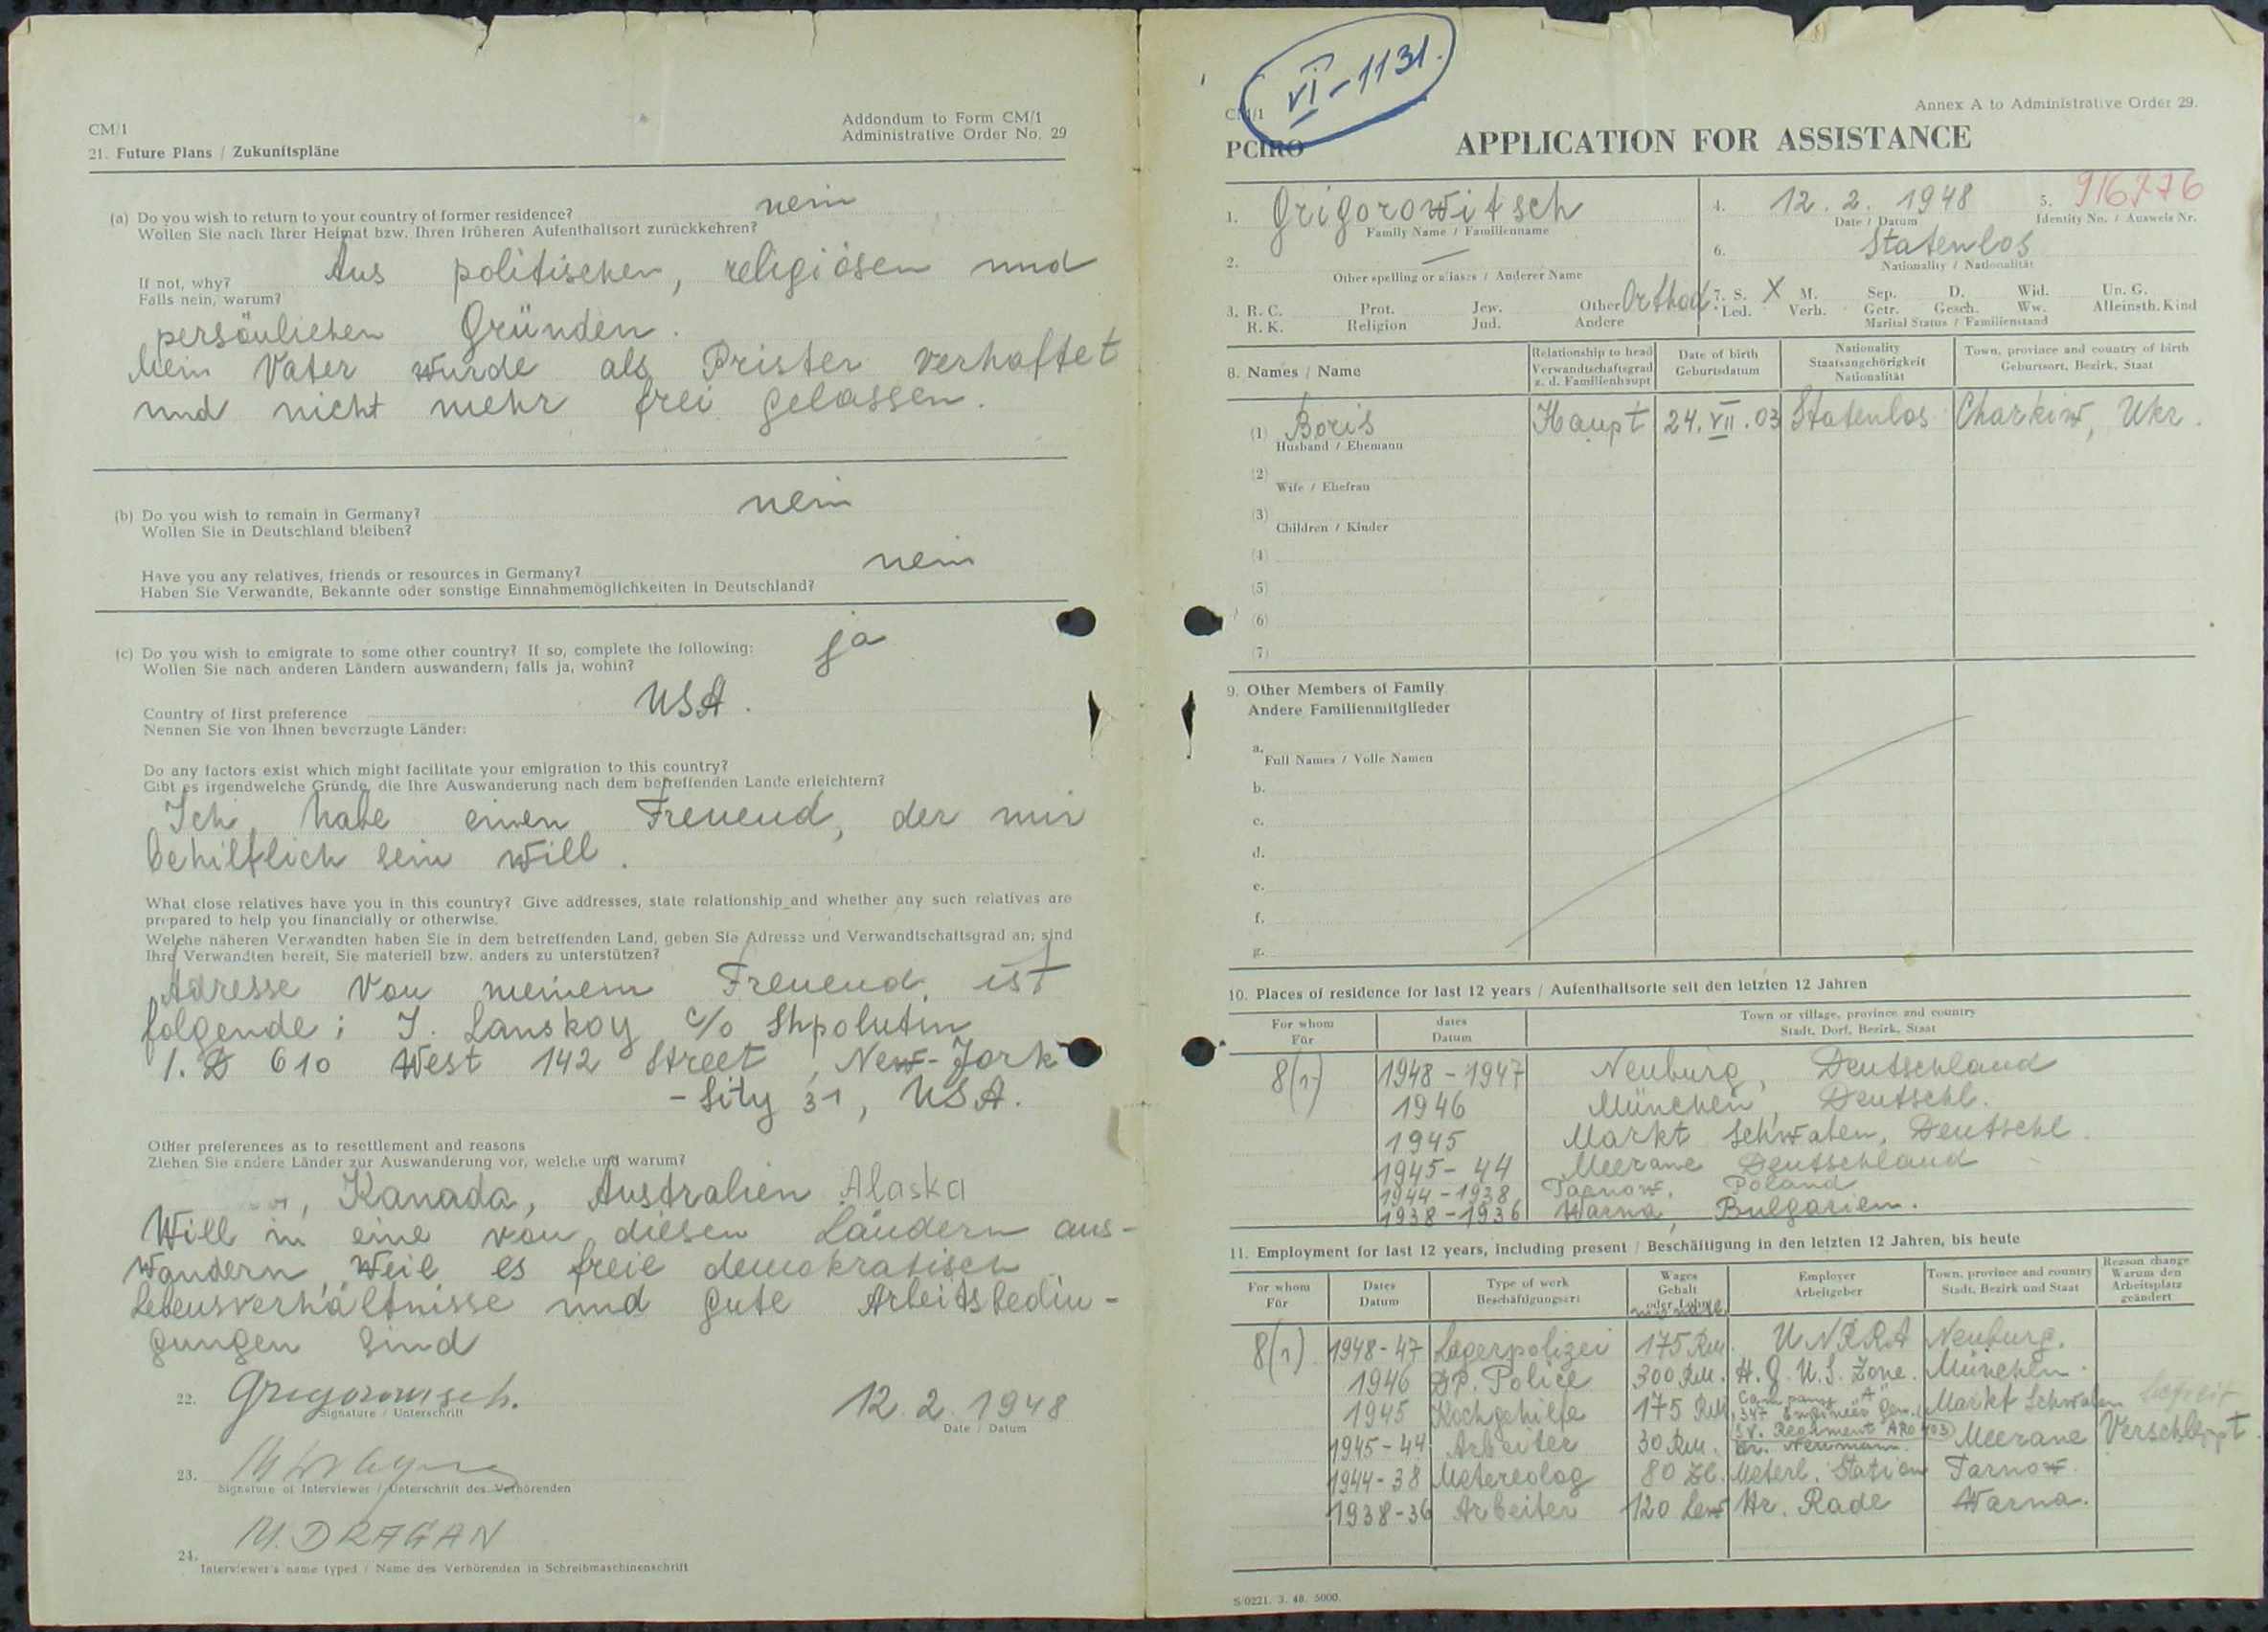 CM/1
Addondum to Form CM/1
Administrative Order No. 29
21. Future Plans / Zukunftspläne
(a) Do you wish to return to your country of former residence? nein
Wollen Sie nach Ihrer Heimat bzw. Ihren früheren Aufenthaltsort zurückkehren?
If not, why? Aus politischen, religiösen und
Falls nein, warum?
persönlichen Gründen.
Mein Vater wurde als Prister verhaftet
und nicht mehr frei gelassen.
(b) Do you wish to remain in Germany? nein
Wollen Sie in Deutschland bleiben?
Have you any relatives, friends or resources in Germany? nein
Haben Sie Verwandte, Bekannte oder sonstige Einnahmemöglichkeiten in Deutschland?
(c) Do you wish to emigrate to some other country? If so, complete the following: ja
Wollen Sie nach anderen Ländern auswandern; falls ja, wohin?
Country of first preference USA.
Nennen Sie von Ihnen bevorzugte Länder:
Do any factors exist which might facilitate your emigration to this country?
Gibt es irgendwelche Gründe, die Ihre Auswanderung nach dem betreffenden Lande erleichtern?
Ich habe einen Freuend, der mir
behilflich sein will.
What close relatives have you in this country? Give addresses, state relationship and whether any such relatives are
prepared to help you financially or otherwise.
Welche näheren Verwandten haben Sie in dem betreffenden Land, geben Sie Adresse und Verwandtschaftsgrad an; sind
Ihre Verwandten bereit, Sie materiell bzw. anders zu unterstützen?
Adresse von meinem Freuend ist
folgende: J. Lanskoy c/o Shpolutin
1. D 610 West 142 Street, New-Jork
- Sity 31, USA.
Other preferences as to resettlement and reasons
Ziehen Sie andere Länder zur Auswanderung vor, welche und warum?
, Kanada, Australien Alaska
Will in eine von diesen Ländern aus-
wandern, weil es freie demokratisch
Lebensverhältnisse und gute Arbeitsbedin-
gungen sind
22. Grigorowitsch. 12.2.1948
Signature / Unterschrift
Date / Datum
23.
Signature of Interviewer / Unterschrift des Verhörenden
M. DRAGAN
24.
Interviewer's name typed / Name des Verhörenden in Schreibmaschinenschrift
VI-1131.
CM/1
Annex A to Administrative Order 29.
PCIRO
APPLICATION FOR ASSISTANCE
1. Grigorowitsch
Family Name / Familienname
4. 12.2.1948
Date / Datum
5. 916776
Identity No. / Ausweis Nr.
2. —
Other spelling or aliases / Anderer Name
6. Statenlos
Nationality / Nationalität
3. R. C. Prot. Jew. Other Orthod.
R. K. Religion Jud. Andere
7. S. X M. Sep. D. Wid. Un. G.
Led. Verh. Getr. Gesch. Ww. Alleinsth. Kind
Marital Status / Familienstand
8. Names / Name
Relationship to head
Verwandtschaftsgrad
z. d. Familienhaupt
Date of birth
Geburtsdatum
Nationality
Staatsangehörigkeit
Nationalität
Town, province and country of birth
Geburtsort, Bezirk, Staat
(1) Boris Haupt 24.VII.03 Statenlos Charkiw, Ukr.
Husband / Ehemann
(2)
Wife / Ehefrau
(3)
Children / Kinder
(4)
(5)
(6)
(7)
9. Other Members of Family
Andere Familienmitglieder
a.
Full Names / Volle Namen
b.
c.
d.
e.
f.
g.
10. Places of residence for last 12 years / Aufenthaltsorte seit den letzten 12 Jahren
For whom
Für
dates
Datum
Town or village, province and country
Stadt, Dorf, Bezirk, Staat
8(1) 1948-1947 Neuburg, Deutschland
1946 München, Deutschl.
1945 Markt Schwaben, Deutschl.
1945-44 Meerane Deutschland
1944-1938 Tarnow, Poland
1938-1936 Warna, Bulgarien.
11. Employment for last 12 years, including present / Beschäftigung in den letzten 12 Jahren, bis heute
For whom
Für
Dates
Datum
Type of work
Beschäftigungsart
Wages
Gehalt
oder Lohn
Employer
Arbeitgeber
Town, province and country
Stadt, Bezirk und Staat
Reason change
Warum den
Arbeitsplatz
geändert
8(1) 1948-47 Lagerpolizei 175 RM. UNRRA Neuburg.
1946 DP. Police 300 RM. H.Q. U.S. Zone. München.
1945 Kochgehilfe 175 RM Company "A" 347 Engineer Gen. Sv. Regiment APO 403 Markt Schwaben
1945-44 Arbeiter 30 RM. Hr. Neumann. Meerane Verschleppt
1944-38 Metereolog 80 Zl. Meterl. Station Tarnow.
1938-36 Arbeiter 120 Lew Hr. Rade Warna.
S/0221. 3. 48. 5000.